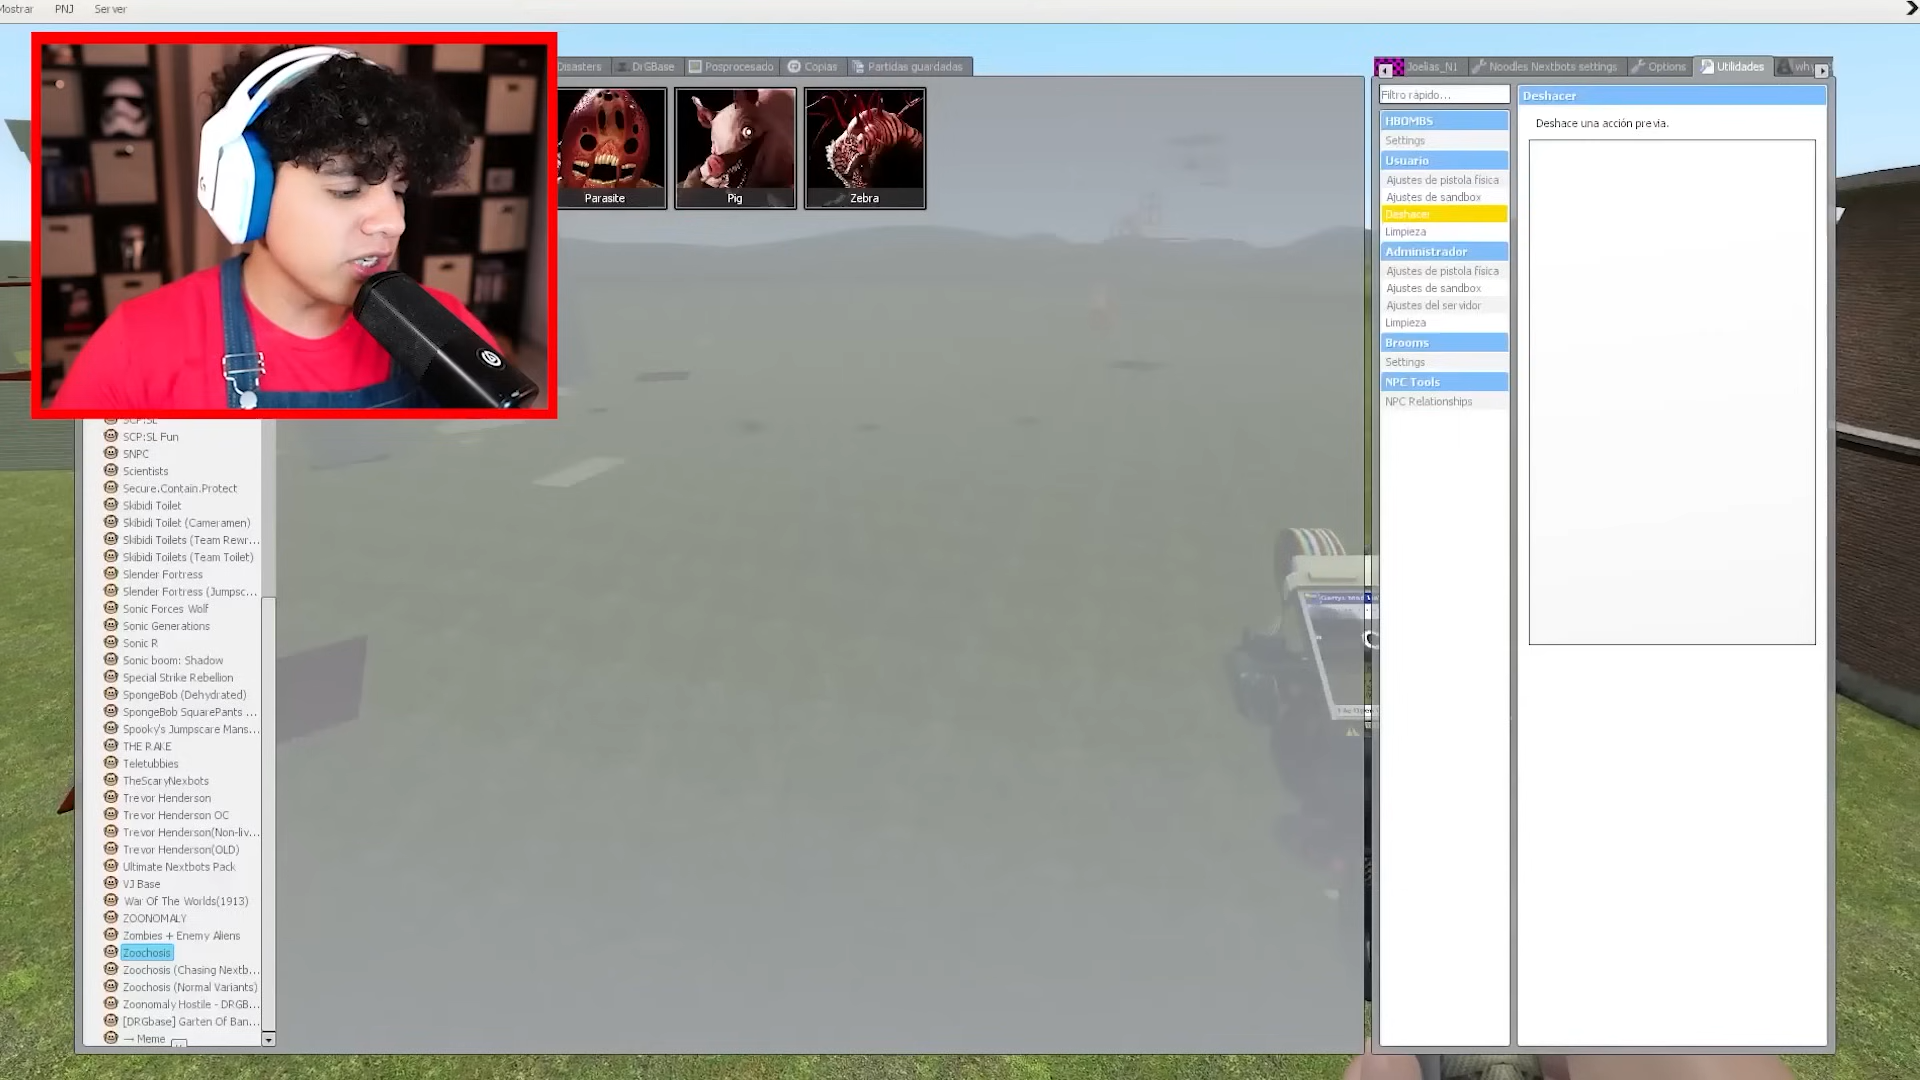 Mostrar PNJ Server
Disasters DrGBase Posprocesado Copias Partidas guardadas
Joelias_N1 Noodles Nextbots settings Options Utilidades why
Parasite Pig Zebra
SCP:SL
SCP:SL Fun
SNPC
Scientists
Secure.Contain.Protect
Skibidi Toilet
Skibidi Toilet (Cameramen)
Skibidi Toilets (Team Rewr...
Skibidi Toilets (Team Toilet)
Slender Fortress
Slender Fortress (Jumpsc...
Sonic Forces Wolf
Sonic Generations
Sonic R
Sonic boom: Shadow
Special Strike Rebellion
SpongeBob (Dehydrated)
SpongeBob SquarePants ...
Spooky's Jumpscare Mans...
THE RAKE
Teletubbies
TheScaryNexbots
Trevor Henderson
Trevor Henderson OC
Trevor Henderson(Non-liv...
Trevor Henderson(OLD)
Ultimate Nextbots Pack
VJ Base
War Of The Worlds(1913)
ZOONOMALY
Zombies + Enemy Aliens
Zoochosis
Zoochosis (Chasing Nextb...
Zoochosis (Normal Variants)
Zoonomaly Hostile - DRGB...
[DRGbase] Garten Of Ban...
Meme
Filtro rápido...
HBOMBS
Settings
Usuario
Ajustes de pistola física
Ajustes de sandbox
Deshacer
Limpieza
Administrador
Ajustes de pistola física
Ajustes de sandbox
Ajustes del servidor
Limpieza
Brooms
Settings
NPC Tools
NPC Relationships
Deshacer
Deshace una acción previa.